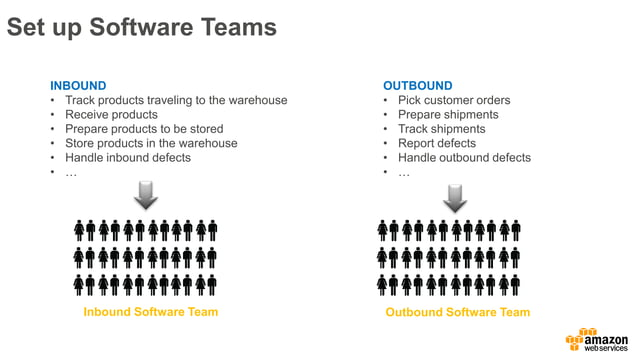 Set up Software Teams
INBOUND
• Track products traveling to the warehouse
• Receive products
• Prepare products to be stored
• Store products in the warehouse
• Handle inbound defects
• …
Inbound Software Team
OUTBOUND
• Pick customer orders
• Prepare shipments
• Track shipments
• Report defects
• Handle outbound defects
• …
Outbound Software Team
amazon
webservices